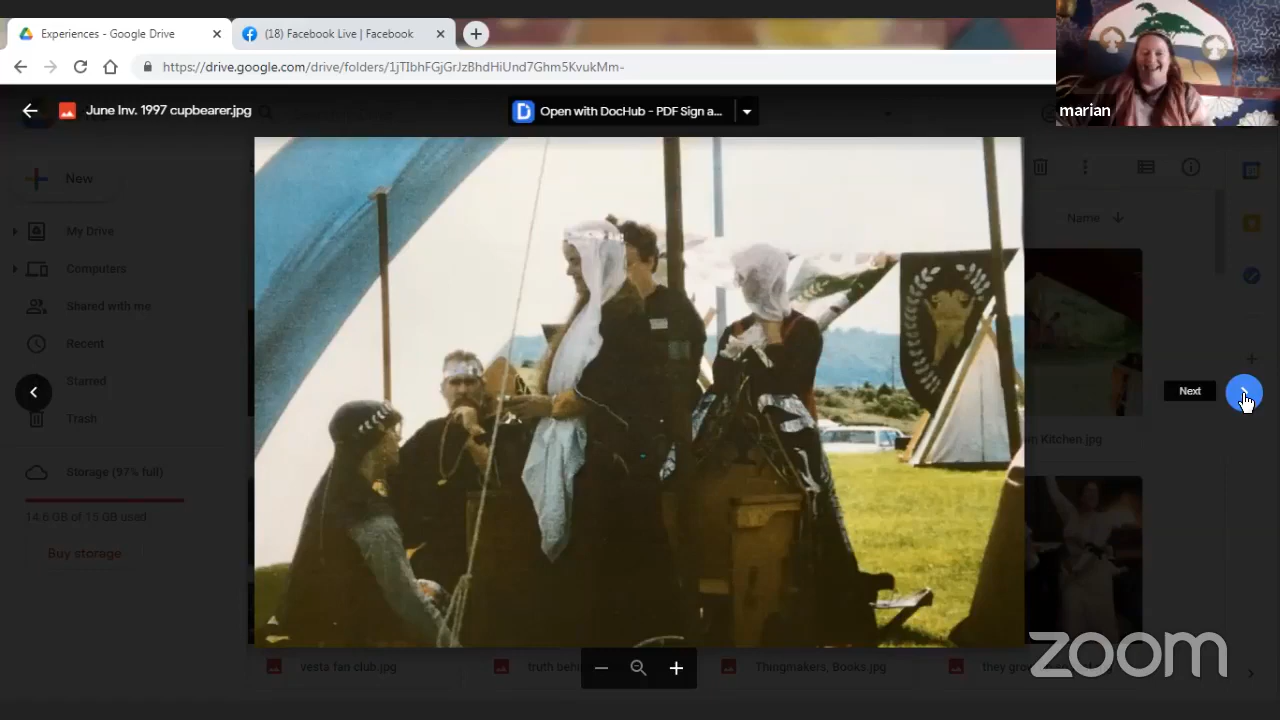 Experiences - Google Drive
(18) Facebook Live | Facebook
https://drive.google.com/drive/folders/1jTIbhFGjGrJzBhdHiUnd7Ghm5KvukMm-
marian
June Inv. 1997 cupbearer.jpg
Open with DocHub - PDF Sign a...
New
My Drive
Computers
Shared with me
Recent
Starred
Trash
Storage (97% full)
14.6 GB of 15 GB used
Buy storage
Name
Next
Kitchen.jpg
vesta fan club.jpg
truth
Thingmakers, Books.jpg
they
zoom